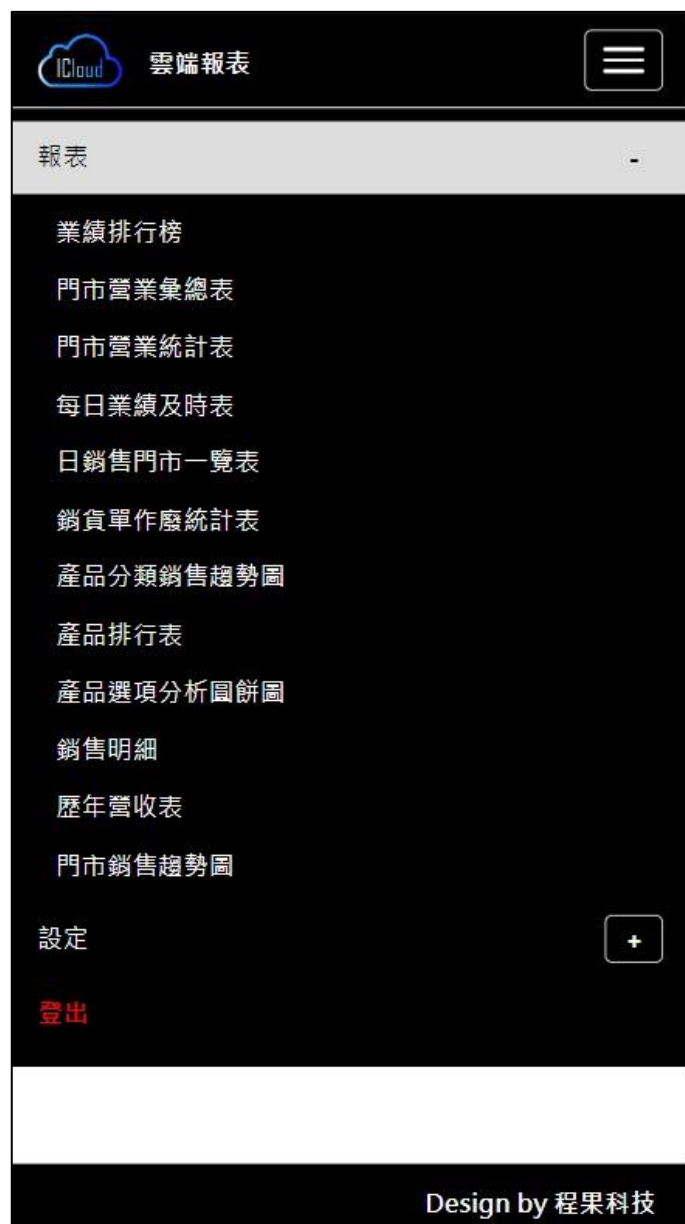 ICloud 雲端報表
報表 -
業績排行榜
門市營業彙總表
門市營業統計表
每日業績及時表
日銷售門市一覽表
銷貨單作廢統計表
產品分類銷售趨勢圖
產品排行表
產品選項分析圓餅圖
銷售明細
歷年營收表
門市銷售趨勢圖
設定 +
登出
Design by 程果科技